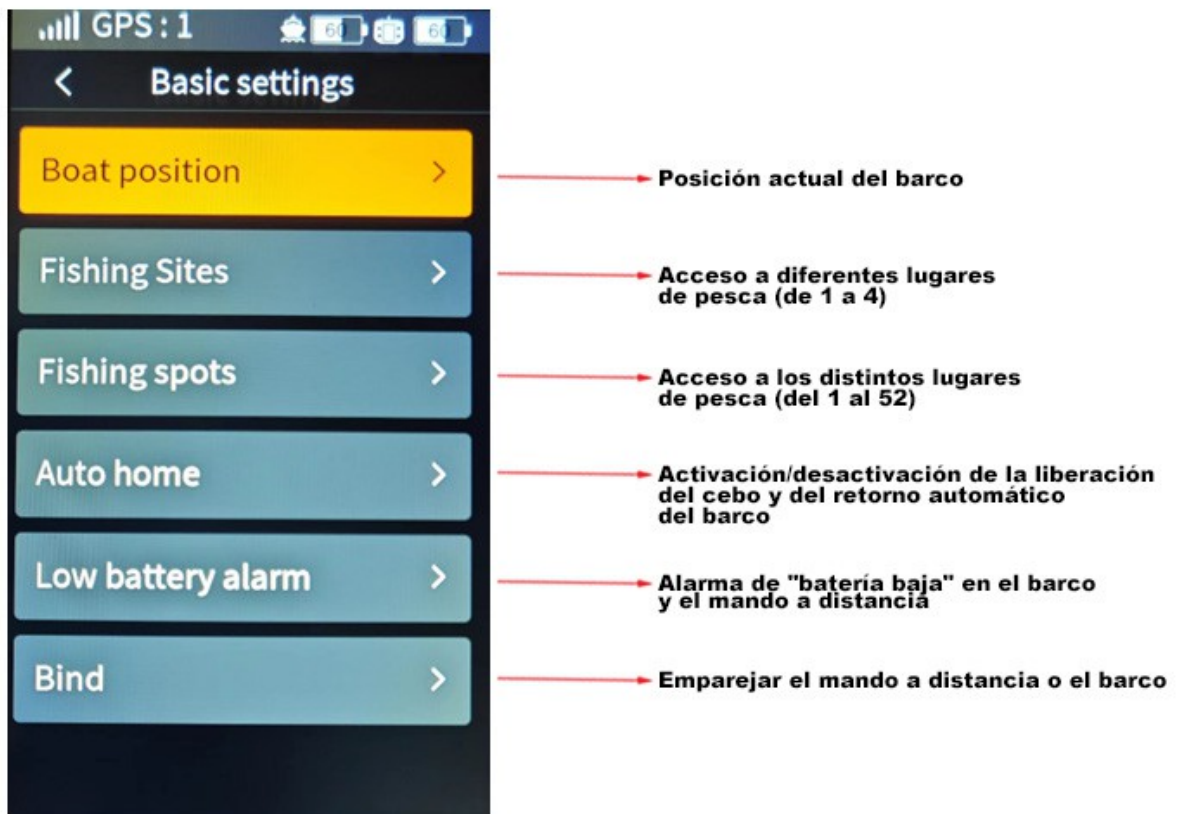 GPS : 1
60
60
Basic settings
Boat position
Posición actual del barco
Fishing Sites
Acceso a diferentes lugares
de pesca (de 1 a 4)
Fishing spots
Acceso a los distintos lugares
de pesca (del 1 al 52)
Auto home
Activación/desactivación de la liberación
del cebo y del retorno automático
del barco
Low battery alarm
Alarma de "batería baja" en el barco
y el mando a distancia
Bind
Emparejar el mando a distancia o el barco